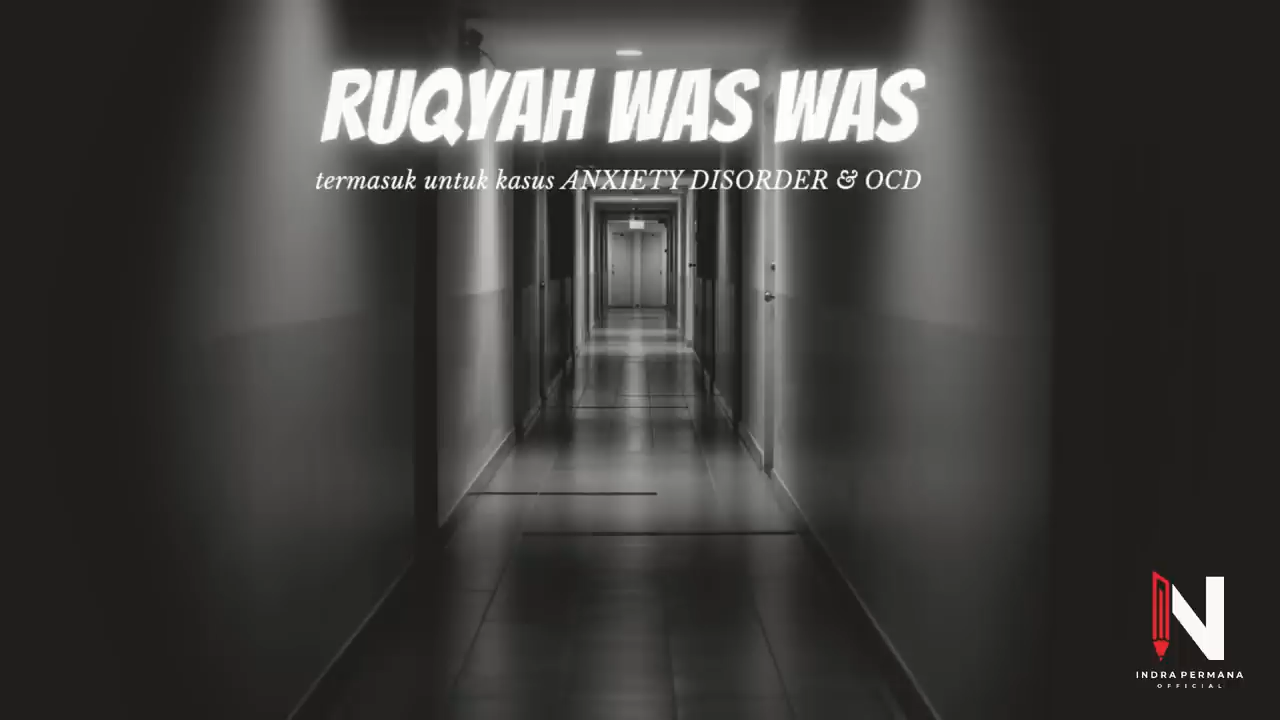 RUQYAH WAS WAS
termasuk untuk kasus ANXIETY DISORDER & OCD
INDRA PERMANA
OFFICIAL